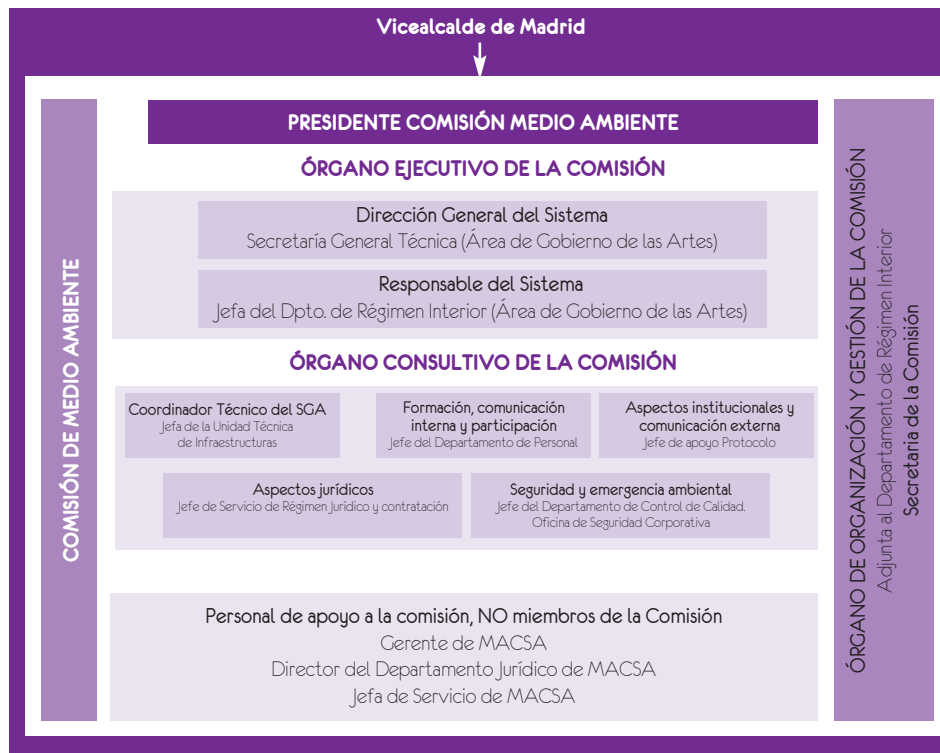 Vicealcalde de Madrid
PRESIDENTE COMISIÓN MEDIO AMBIENTE
COMISIÓN DE MEDIO AMBIENTE
ÓRGANO EJECUTIVO DE LA COMISIÓN
Dirección General del Sistema
Secretaría General Técnica (Área de Gobierno de las Artes)
Responsable del Sistema
Jefa del Dpto. de Régimen Interior (Área de Gobierno de las Artes)
ÓRGANO CONSULTIVO DE LA COMISIÓN
Coordinador Técnico del SGA
Jefa de la Unidad Técnica
de Infraestructuras
Formación, comunicación
interna y participación
Jefe del Departamento de Personal
Aspectos institucionales y
comunicación externa
Jefe de apoyo Protocolo
Aspectos jurídicos
Jefe de Servicio de Régimen Jurídico y contratación
Seguridad y emergencia ambiental
Jefe del Departamento de Control de Calidad.
Oficina de Seguridad Corporativa
Personal de apoyo a la comisión, NO miembros de la Comisión
Gerente de MACSA
Director del Departamento Jurídico de MACSA
Jefa de Servicio de MACSA
ÓRGANO DE ORGANIZACIÓN Y GESTIÓN DE LA COMISIÓN
Adjunta al Departamento de Régimen Interior
Secretaria de la Comisión